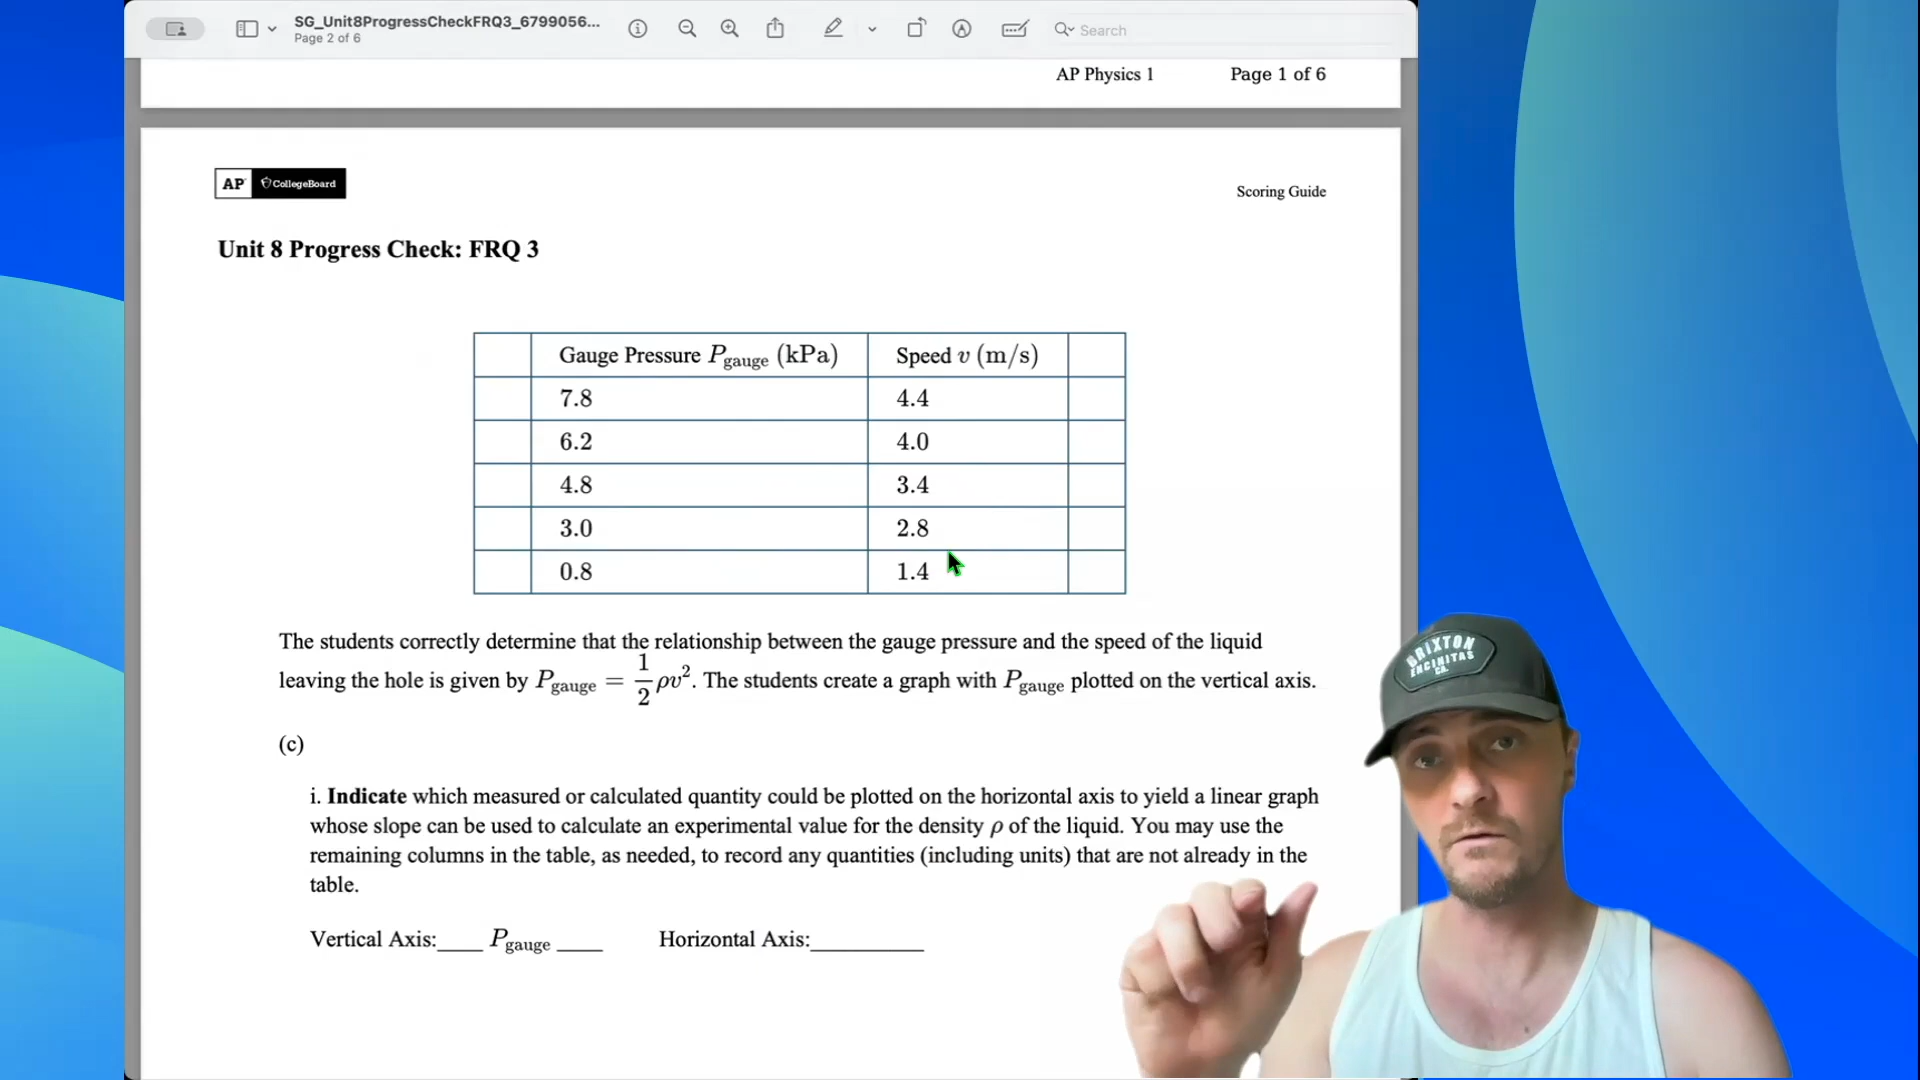 SG_Unit8ProgressCheckFRQ3_6799056...
Page 2 of 6
Search
AP Physics 1 Page 1 of 6
AP CollegeBoard
Scoring Guide
Unit 8 Progress Check: FRQ 3
Gauge Pressure P_gauge (kPa) Speed v (m/s)
7.8 4.4
6.2 4.0
4.8 3.4
3.0 2.8
0.8 1.4
The students correctly determine that the relationship between the gauge pressure and the speed of the liquid
leaving the hole is given by P_gauge = 1/2 ρv². The students create a graph with P_gauge plotted on the vertical axis.
(c)
i. Indicate which measured or calculated quantity could be plotted on the horizontal axis to yield a linear graph
whose slope can be used to calculate an experimental value for the density ρ of the liquid. You may use the
remaining columns in the table, as needed, to record any quantities (including units) that are not already in the
table.
Vertical Axis:____ P_gauge ____ Horizontal Axis:__________
BRIXTON
ENCINITAS
CA.